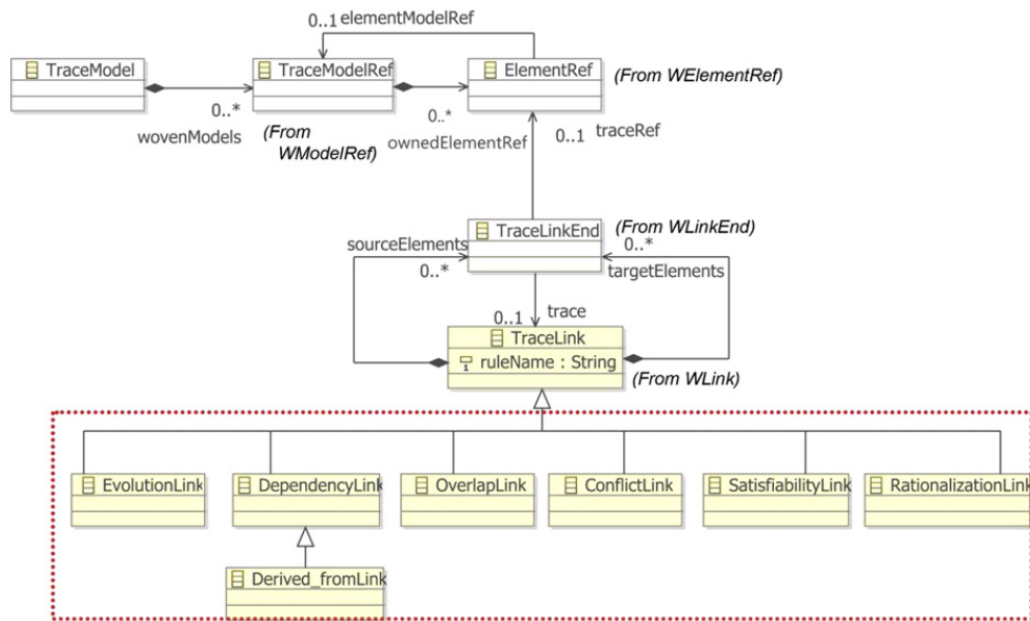 0..1 elementModelRef
TraceModel
TraceModelRef
ElementRef
(From WElementRef)
0..*
wovenModels
(From
WModelRef)
0..*
ownedElementRef
0..1
traceRef
TraceLinkEnd
(From WLinkEnd)
sourceElements
0..*
0..*
targetElements
0..1
trace
TraceLink
1
ruleName : String
(From WLink)
EvolutionLink
DependencyLink
OverlapLink
ConflictLink
SatisfiabilityLink
RationalizationLink
Derived_fromLink